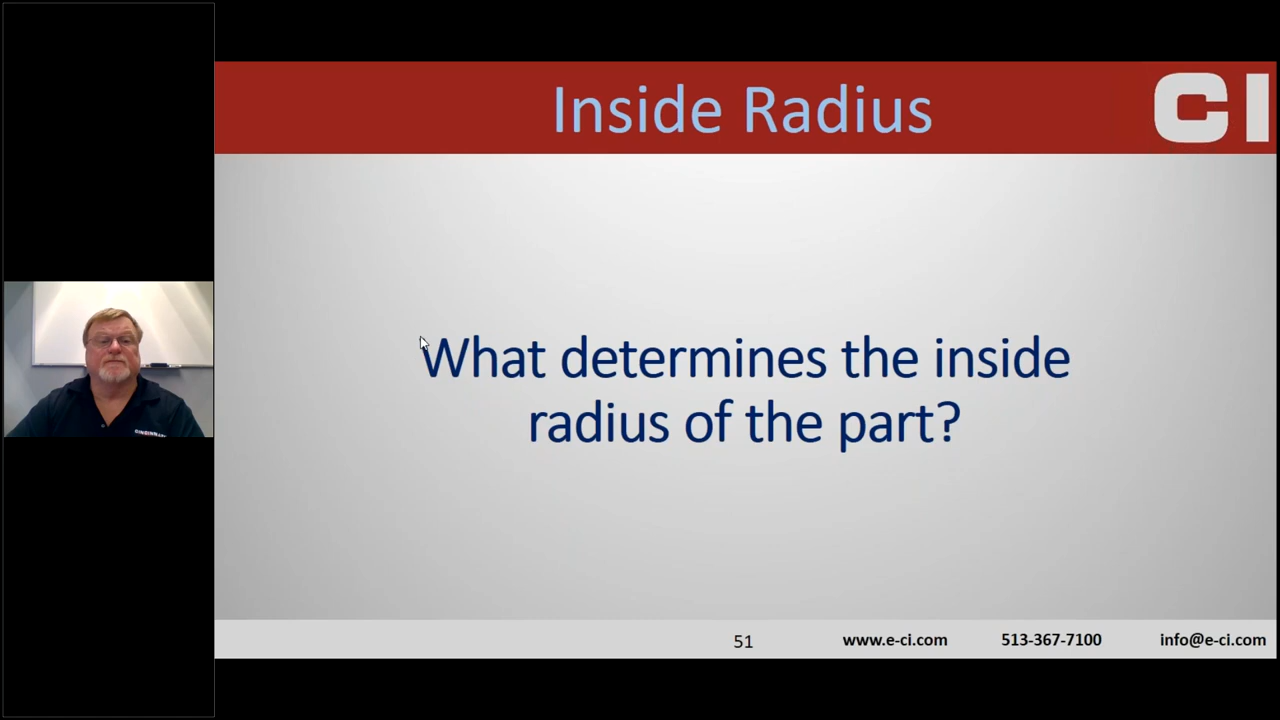 Inside Radius
CI
What determines the inside
radius of the part?
51
www.e-ci.com
513-367-7100
info@e-ci.com